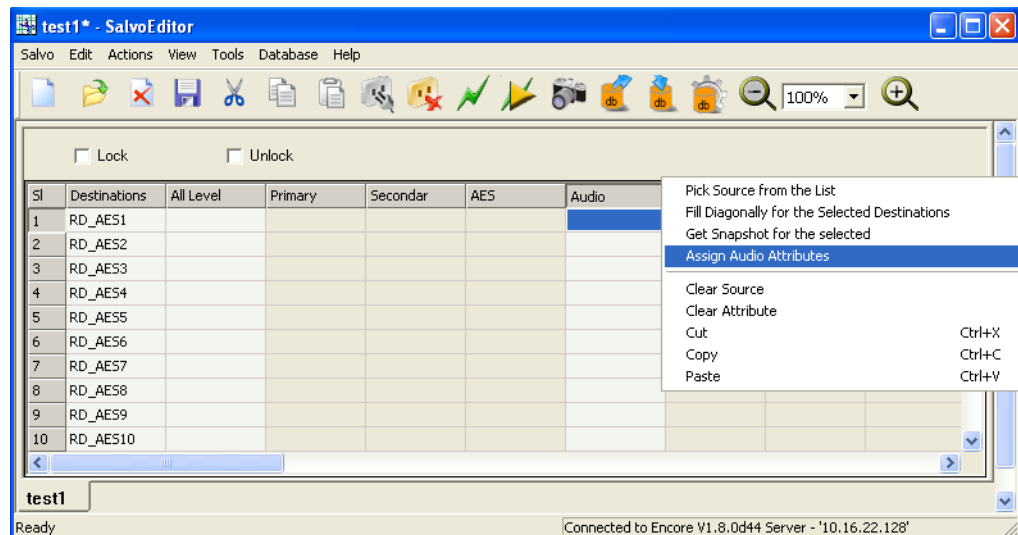 test1* - SalvoEditor
Salvo Edit Actions View Tools Database Help
db db db 100%
Lock Unlock
Sl Destinations All Level Primary Secondar AES Audio
1 RD_AES1
2 RD_AES2
3 RD_AES3
4 RD_AES4
5 RD_AES5
6 RD_AES6
7 RD_AES7
8 RD_AES8
9 RD_AES9
10 RD_AES10
Pick Source from the List
Fill Diagonally for the Selected Destinations
Get Snapshot for the selected
Assign Audio Attributes
Clear Source
Clear Attribute
Cut Ctrl+X
Copy Ctrl+C
Paste Ctrl+V
test1
Ready Connected to Encore V1.8.0d44 Server - '10.16.22.128'